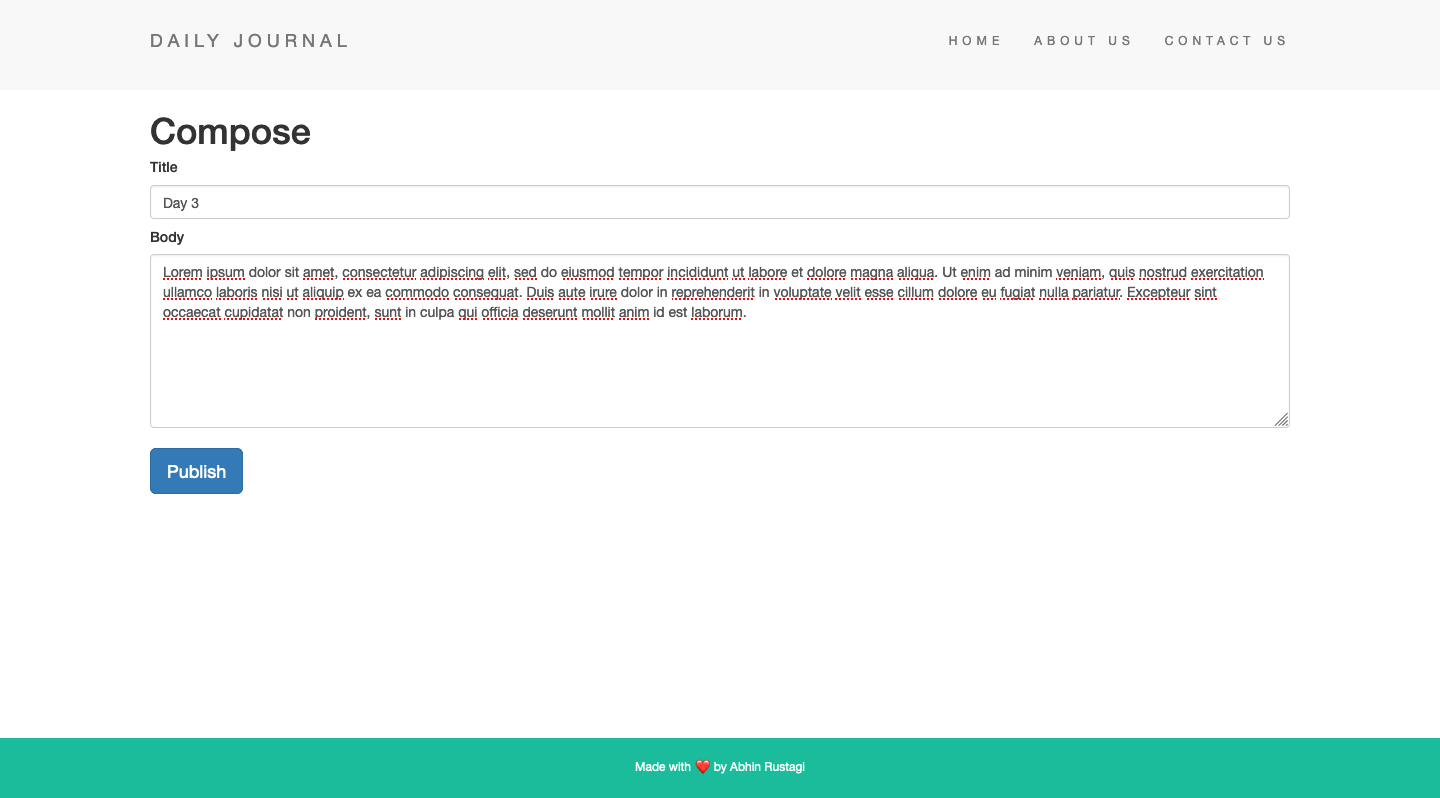 DAILY JOURNAL
HOME ABOUT US CONTACT US
Compose
Title
Day 3
Body
Lorem ipsum dolor sit amet, consectetur adipiscing elit, sed do eiusmod tempor incididunt ut labore et dolore magna aliqua. Ut enim ad minim veniam, quis nostrud exercitation
ullamco laboris nisi ut aliquip ex ea commodo consequat. Duis aute irure dolor in reprehenderit in voluptate velit esse cillum dolore eu fugiat nulla pariatur. Excepteur sint
occaecat cupidatat non proident, sunt in culpa qui officia deserunt mollit anim id est laborum.
Publish
Made with ❤️ by Abhin Rustagi